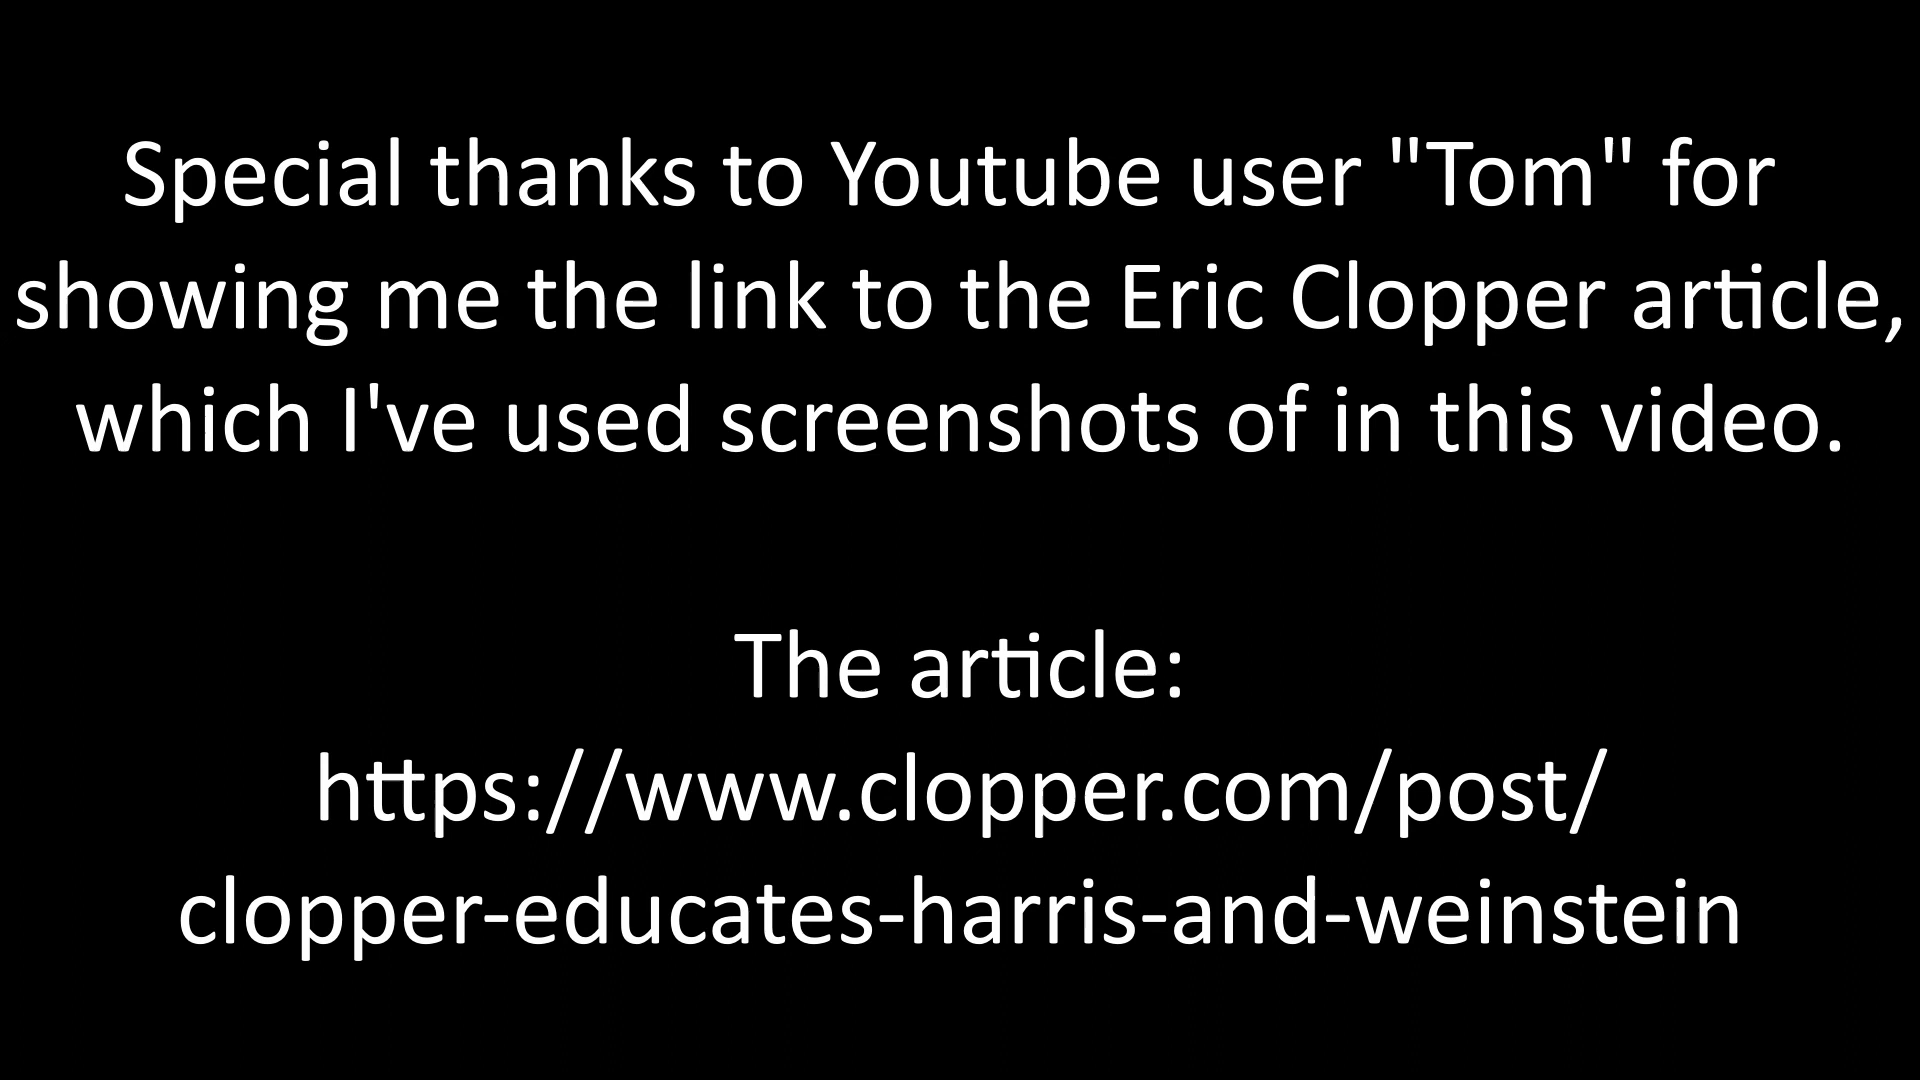 Special thanks to Youtube user "Tom" for
showing me the link to the Eric Clopper article,
which I've used screenshots of in this video.
The article:
https://www.clopper.com/post/
clopper-educates-harris-and-weinstein